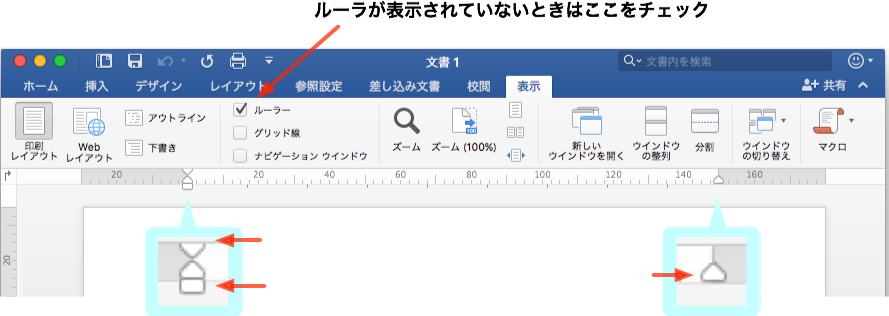 ルーラが表示されていないときはここをチェック
文書 1
文書内を検索
ホーム 挿入 デザイン レイアウト 参照設定 差し込み文書 校閲 表示 共有
印刷
レイアウト
Web
レイアウト
アウトライン
下書き
ルーラー
グリッド線
ナビゲーション ウインドウ
ズーム
ズーム (100%)
100
新しい
ウインドウを開く
ウインドウ
の整列
分割
ウインドウ
の切り替え
マクロ
20 20 40 60 80 100 120 140 160
20